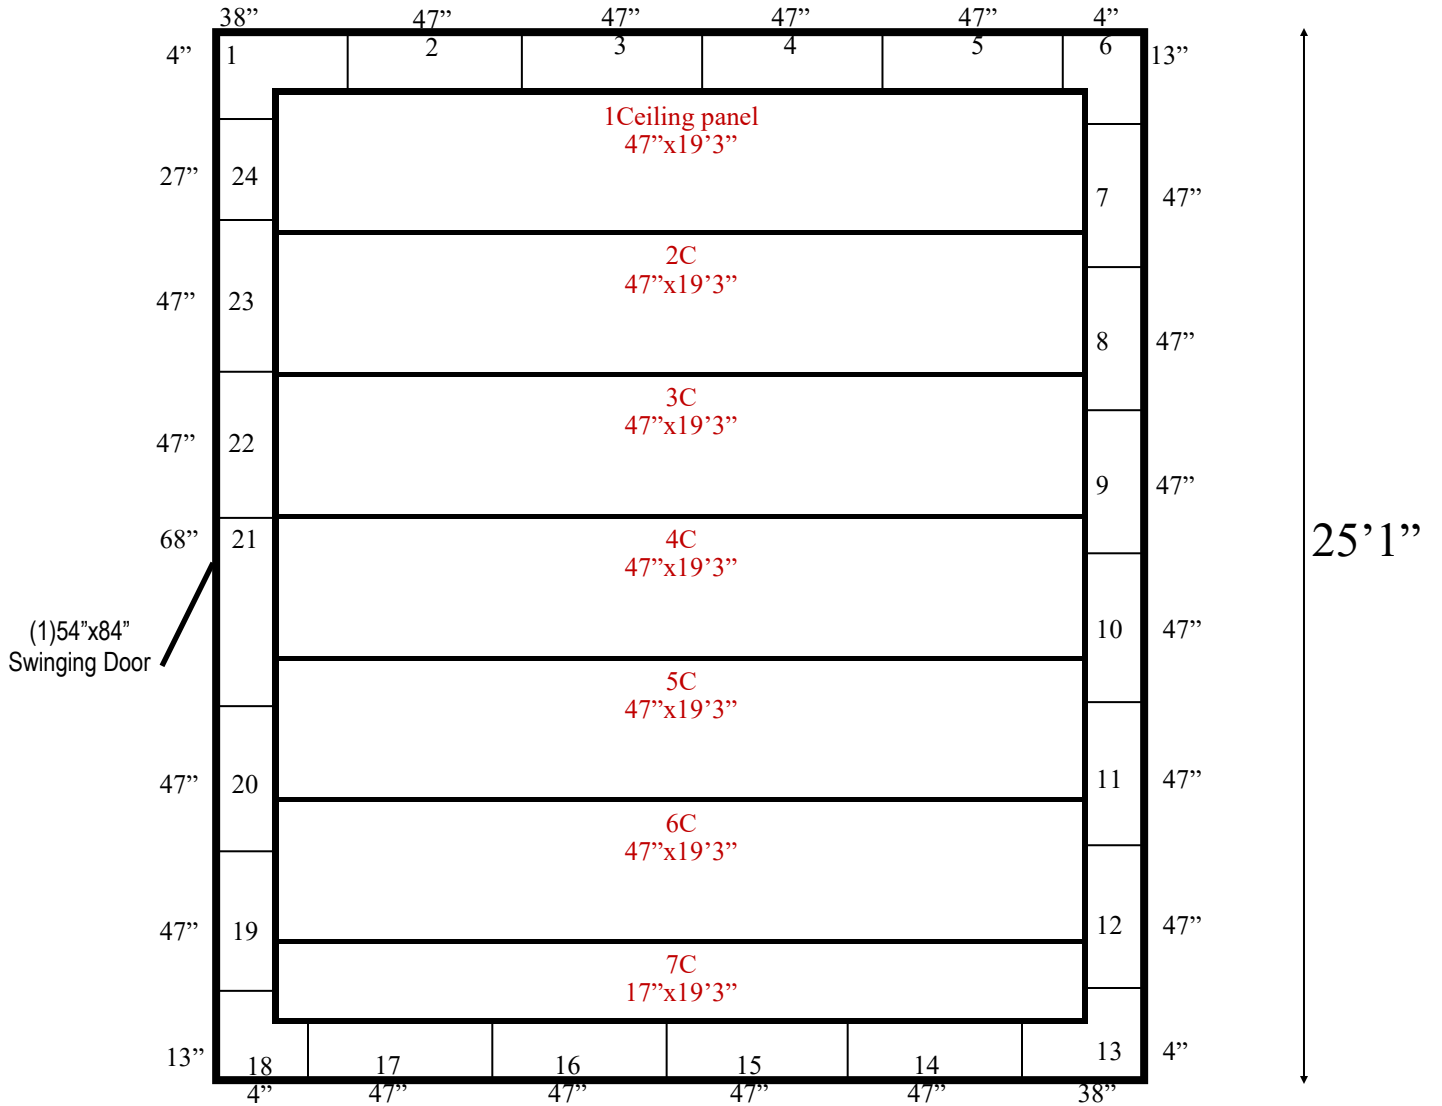 38” 47” 47” 47” 47” 4”
4” 1 2 3 4 5 6 13”
1Ceiling panel
47”x19’3”
27” 24 7 47”
2C
47”x19’3”
47” 23 8 47”
3C
47”x19’3”
47” 22 9 47”
68” 21 4C 25’1”
47”x19’3”
(1)54”x84”
Swinging Door
10 47”
5C
47”x19’3”
47” 20 11 47”
6C
47”x19’3”
47” 19 12 47”
7C
17”x19’3”
13” 18 17 16 15 14 13 4”
4” 47” 47” 47” 47” 38”